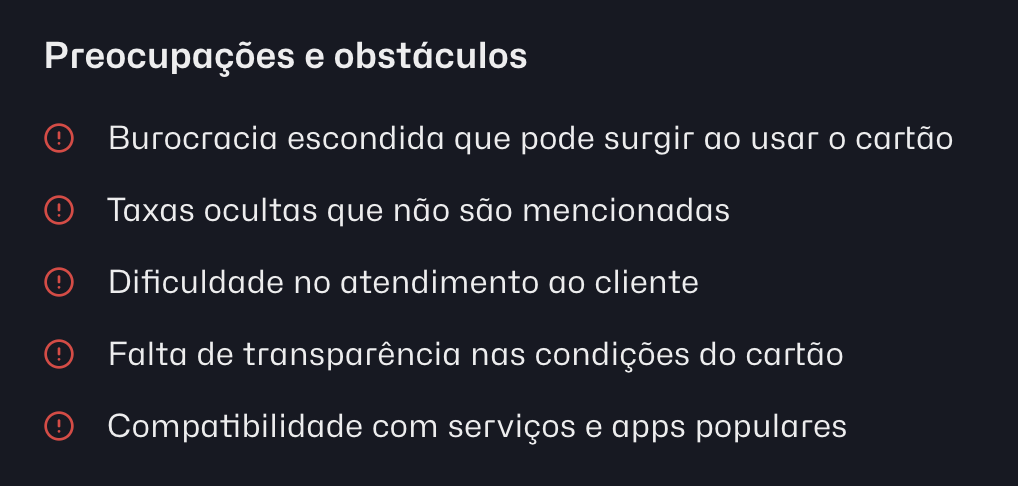 Preocupações e obstáculos
Burocracia escondida que pode surgir ao usar o cartão
Taxas ocultas que não são mencionadas
Dificuldade no atendimento ao cliente
Falta de transparência nas condições do cartão
Compatibilidade com serviços e apps populares